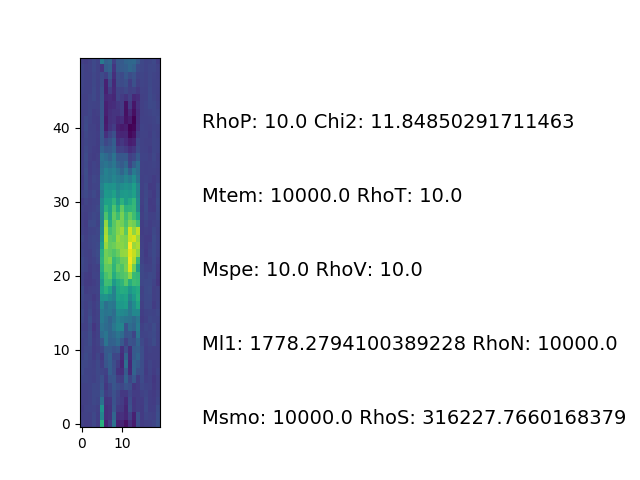 RhoP: 10.0 Chi2: 11.84850291711463
40
Mtem: 10000.0 RhoT: 10.0
30
Mspe: 10.0 RhoV: 10.0
20
Ml1: 1778.2794100389228 RhoN: 10000.0
10
Msmo: 10000.0 RhoS: 316227.7660168379
0
0 10